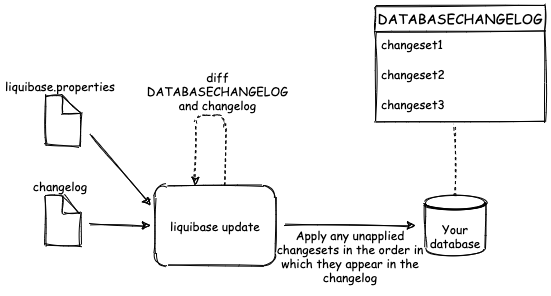 DATABASECHANGELOG
changeset1
changeset2
changeset3
liquibase.properties
diff
DATABASECHANGELOG
and changelog
changelog
liquibase update
Apply any unapplied
changesets in the order in
which they appear in the
changelog
Your
database